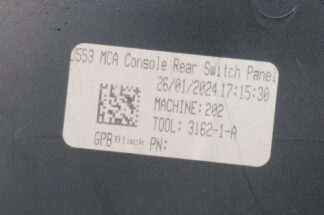 J553 MCA Console Rear Switch Panel
26/01/2024 17:15:30
MACHINE: 202
TOOL: 3162-1-A
GPB Black PN: